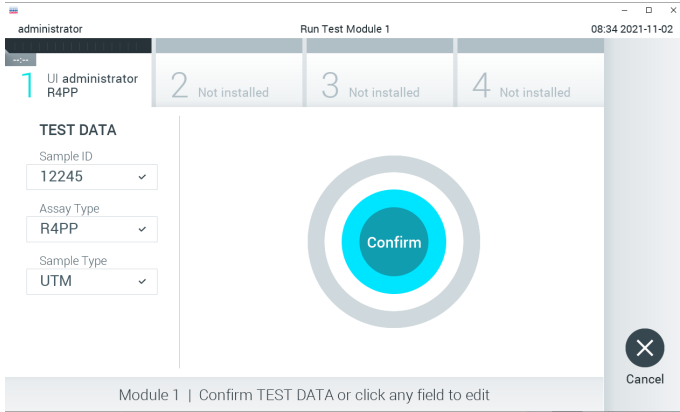 administrator
Run Test Module 1
08:34 2021-11-02
--:--
1
UI administrator
R4PP
2 Not installed
3 Not installed
4 Not installed
TEST DATA
Sample ID
12245
Assay Type
R4PP
Sample Type
UTM
Confirm
Cancel
Module 1 | Confirm TEST DATA or click any field to edit